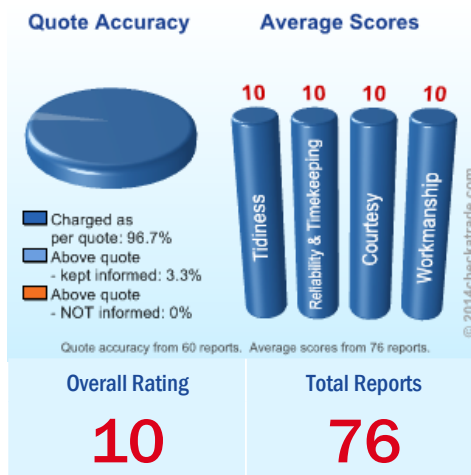 Quote Accuracy
Average Scores
10 10 10 10
Tidiness
Reliability & Timekeeping
Courtesy
Workmanship
Charged as
per quote: 96.7%
Above quote
- kept informed: 3.3%
Above quote
- NOT informed: 0%
© 2014checkatrade.com
Quote accuracy from 60 reports. Average scores from 76 reports.
Overall Rating
Total Reports
10
76